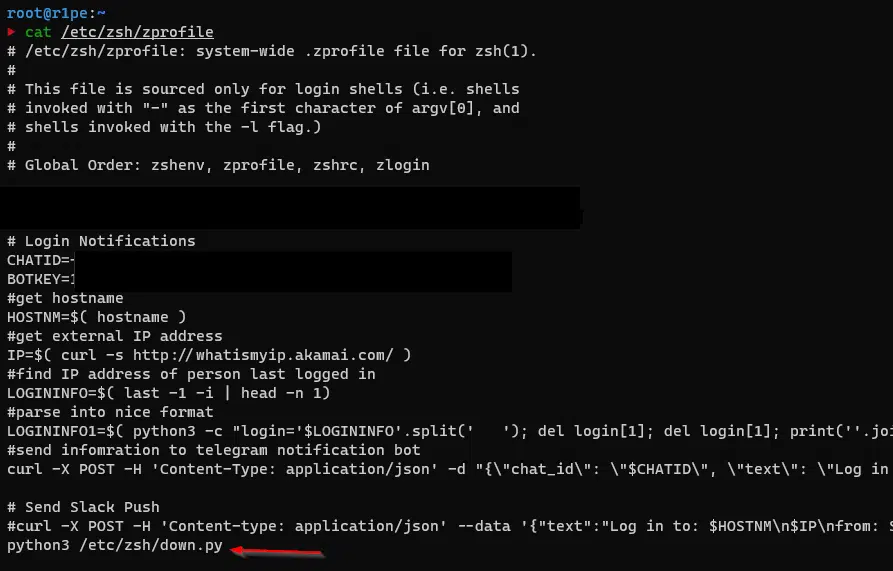 root@r1pe:~
▶ cat /etc/zsh/zprofile
# /etc/zsh/zprofile: system-wide .zprofile file for zsh(1).
#
# This file is sourced only for login shells (i.e. shells
# invoked with "-" as the first character of argv[0], and
# shells invoked with the -l flag.)
#
# Global Order: zshenv, zprofile, zshrc, zlogin
# Login Notifications
CHATID=-
BOTKEY=1
#get hostname
HOSTNM=$( hostname )
#get external IP address
IP=$( curl -s http://whatismyip.akamai.com/ )
#find IP address of person last logged in
LOGININFO=$( last -1 -i | head -n 1)
#parse into nice format
LOGININFO1=$( python3 -c "login='$LOGININFO'.split('   '); del login[1]; del login[1]; print(''.joi
#send infomration to telegram notification bot
curl -X POST -H 'Content-Type: application/json' -d "{\"chat_id\": \"$CHATID\", \"text\": \"Log in
# Send Slack Push
#curl -X POST -H 'Content-type: application/json' --data '{"text":"Log in to: $HOSTNM\n$IP\nfrom: $
python3 /etc/zsh/down.py